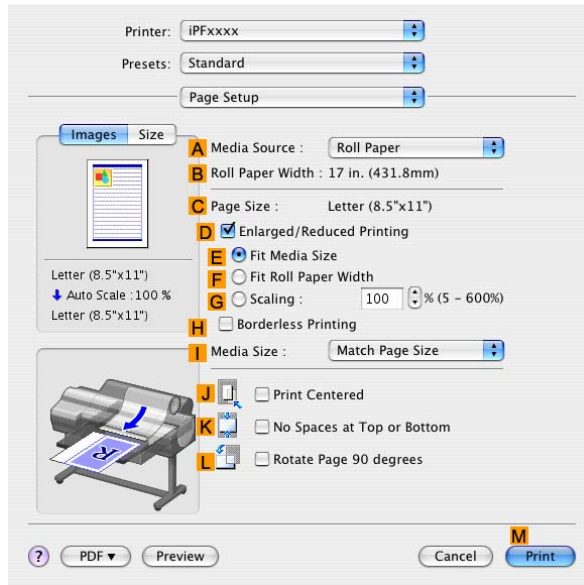 Printer: iPFxxxx
Presets: Standard
Page Setup
Images Size
A Media Source : Roll Paper
B Roll Paper Width : 17 in. (431.8mm)
C Page Size : Letter (8.5"x11")
D Enlarged/Reduced Printing
E Fit Media Size
F Fit Roll Paper Width
G Scaling : 100 % (5 - 600%)
Letter (8.5"x11")
Auto Scale :100 %
Letter (8.5"x11")
H Borderless Printing
I Media Size : Match Page Size
J Print Centered
K No Spaces at Top or Bottom
L Rotate Page 90 degrees
R
M
? PDF Preview Cancel Print